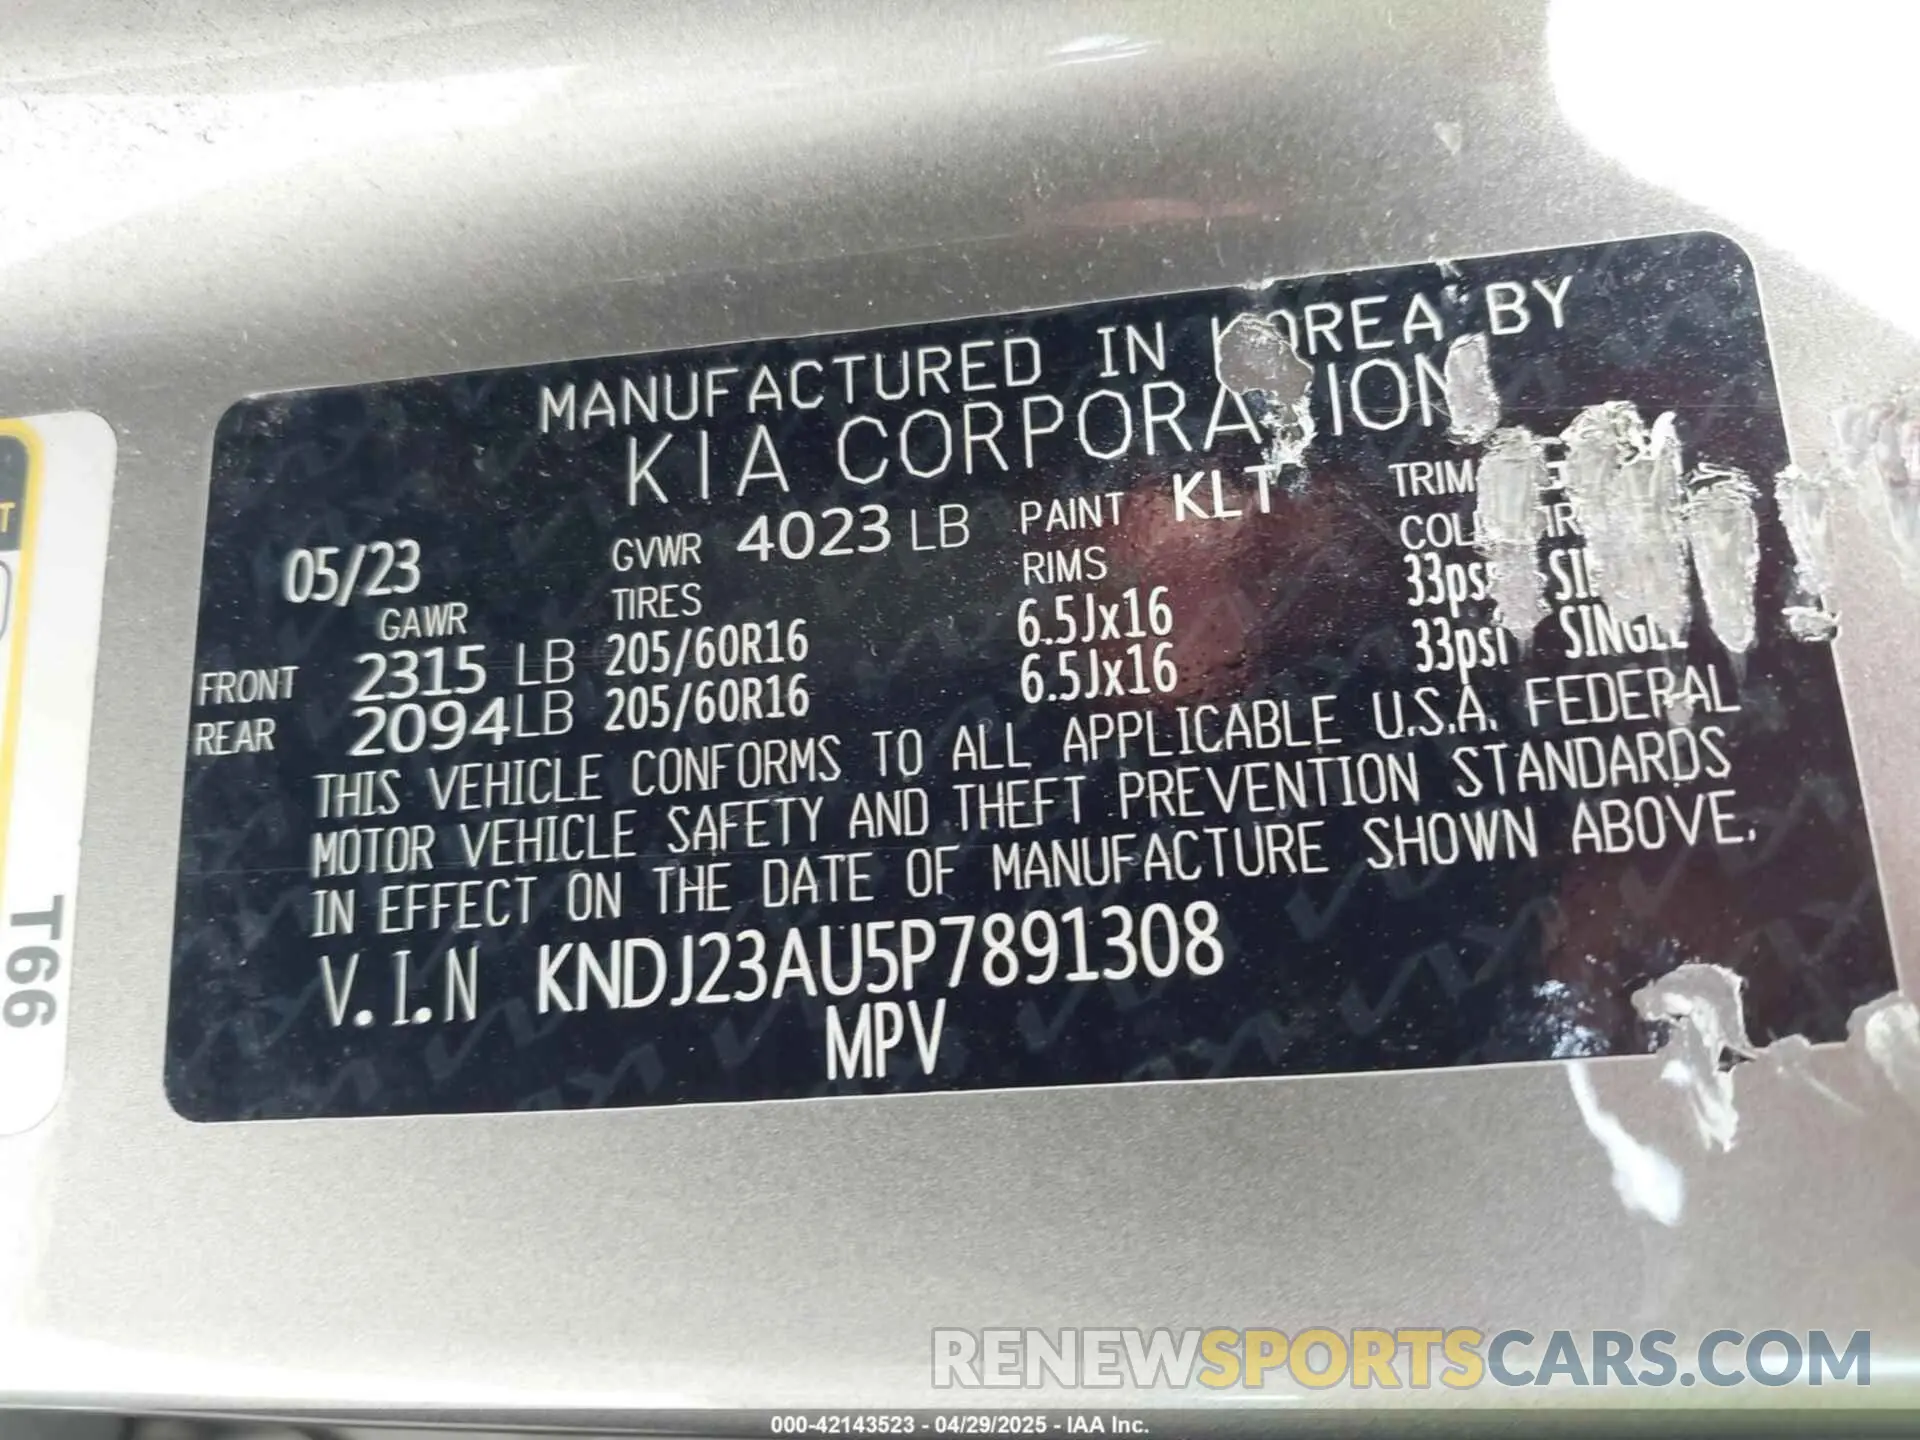 MANUFACTURED IN KOREA BY
KIA CORPORATION
05/23 GVWR 4023 LB PAINT KLT TRIM
GAWR TIRES RIMS
FRONT 2315 LB 205/60R16 6.5Jx16 33psi
REAR 2094 LB 205/60R16 6.5Jx16 33psi SINGLE
THIS VEHICLE CONFORMS TO ALL APPLICABLE U.S.A. FEDERAL
MOTOR VEHICLE SAFETY AND THEFT PREVENTION STANDARDS
IN EFFECT ON THE DATE OF MANUFACTURE SHOWN ABOVE.
V.I.N KNDJ23AU5P7891308
MPV
T66
RENEWSPORTSCARS.COM
000-42143523 - 04/29/2025 - IAA Inc.